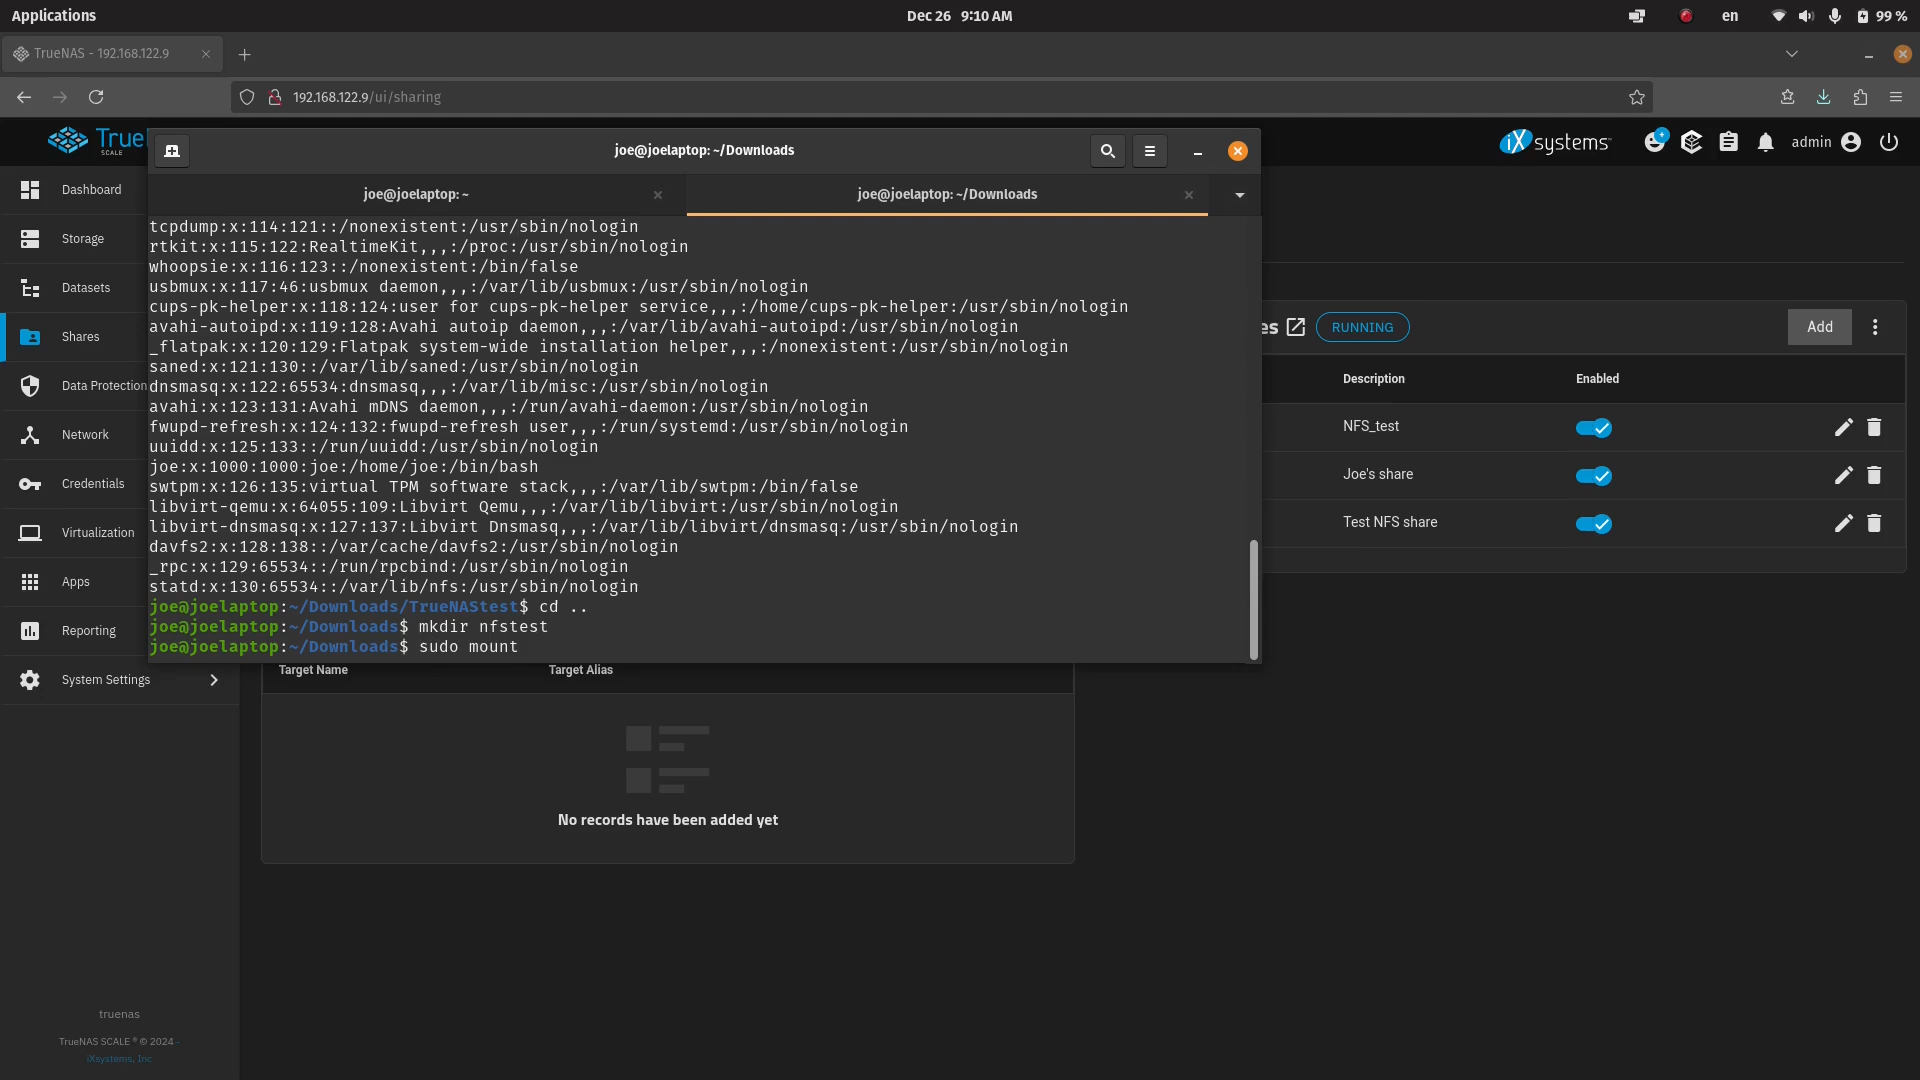 Applications
Dec 26 9:10 AM
en
99 %
TrueNAS - 192.168.122.9
192.168.122.9/ui/sharing
True
SCALE
joe@joelaptop: ~/Downloads
iXsystems
admin
joe@joelaptop: ~
joe@joelaptop: ~/Downloads
Dashboard
Storage
Datasets
Shares
Data Protection
Network
Credentials
Virtualization
Apps
Reporting
System Settings
tcpdump:x:114:121::/nonexistent:/usr/sbin/nologin
rtkit:x:115:122:RealtimeKit,,,:/proc:/usr/sbin/nologin
whoopsie:x:116:123::/nonexistent:/bin/false
usbmux:x:117:46:usbmux daemon,,,:/var/lib/usbmux:/usr/sbin/nologin
cups-pk-helper:x:118:124:user for cups-pk-helper service,,,:/home/cups-pk-helper:/usr/sbin/nologin
avahi-autoipd:x:119:128:Avahi autoip daemon,,,:/var/lib/avahi-autoipd:/usr/sbin/nologin
_flatpak:x:120:129:Flatpak system-wide installation helper,,,:/nonexistent:/usr/sbin/nologin
saned:x:121:130::/var/lib/saned:/usr/sbin/nologin
dnsmasq:x:122:65534:dnsmasq,,,:/var/lib/misc:/usr/sbin/nologin
avahi:x:123:131:Avahi mDNS daemon,,,:/run/avahi-daemon:/usr/sbin/nologin
fwupd-refresh:x:124:132:fwupd-refresh user,,,:/run/systemd:/usr/sbin/nologin
uuidd:x:125:133::/run/uuidd:/usr/sbin/nologin
joe:x:1000:1000:joe:/home/joe:/bin/bash
swtpm:x:126:135:virtual TPM software stack,,,:/var/lib/swtpm:/bin/false
libvirt-qemu:x:64055:109:Libvirt Qemu,,,:/var/lib/libvirt:/usr/sbin/nologin
libvirt-dnsmasq:x:127:137:Libvirt Dnsmasq,,,:/var/lib/libvirt/dnsmasq:/usr/sbin/nologin
davfs2:x:128:138::/var/cache/davfs2:/usr/sbin/nologin
_rpc:x:129:65534::/run/rpcbind:/usr/sbin/nologin
statd:x:130:65534::/var/lib/nfs:/usr/sbin/nologin
joe@joelaptop:~/Downloads/TrueNAStest$ cd ..
joe@joelaptop:~/Downloads$ mkdir nfstest
joe@joelaptop:~/Downloads$ sudo mount
es
RUNNING
Add
Description
Enabled
NFS_test
Joe's share
Test NFS share
Target Name
Target Alias
No records have been added yet
truenas
TrueNAS SCALE ® © 2024 -
iXsystems, Inc